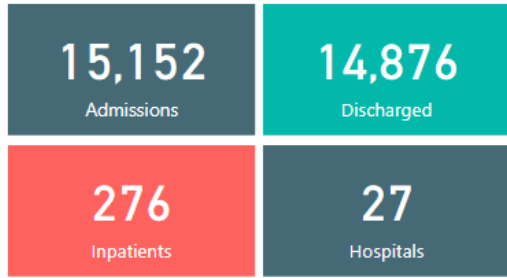 15,152
Admissions
14,876
Discharged
276
Inpatients
27
Hospitals